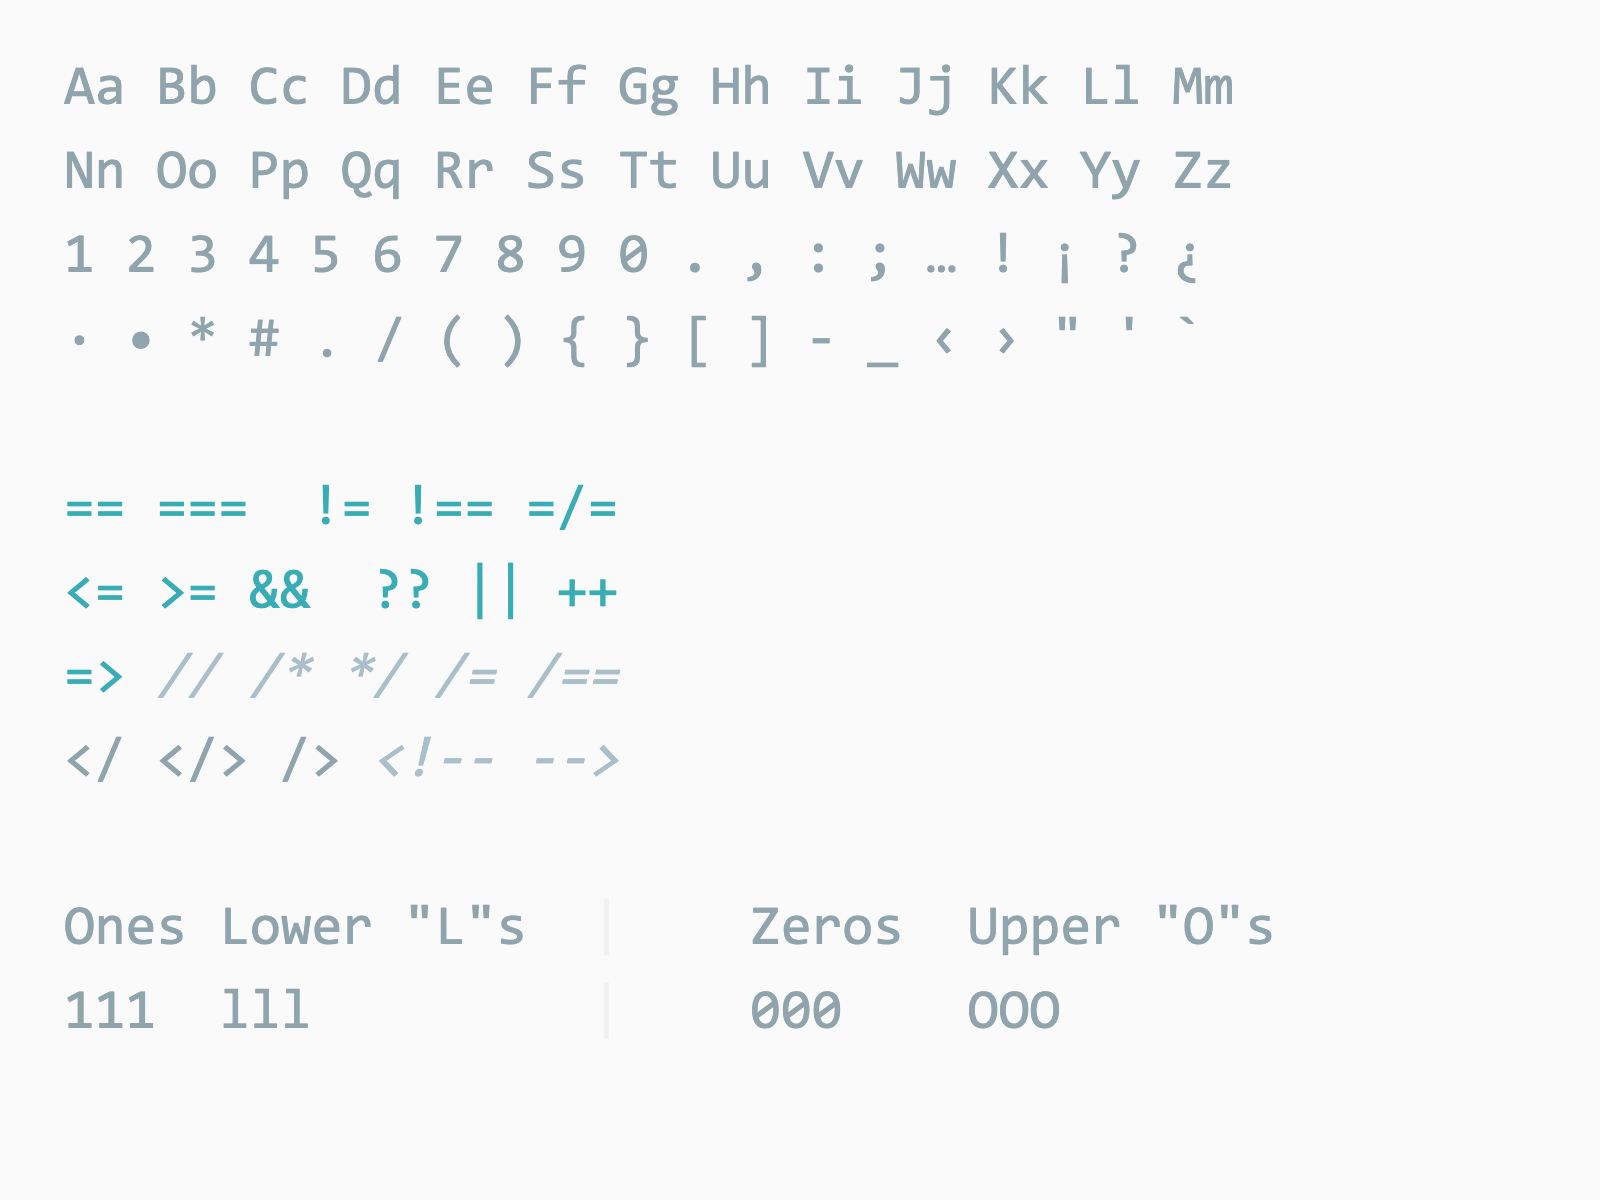 Aa Bb Cc Dd Ee Ff Gg Hh Ii Jj Kk Ll Mm
Nn Oo Pp Qq Rr Ss Tt Uu Vv Ww Xx Yy Zz
1 2 3 4 5 6 7 8 9 0 . , : ; … ! ¡ ? ¿
· • * # . / ( ) { } [ ] - _ ‹ › " ' `
== ===  != !== =/=
<= >= &&  ?? || ++
=> // /* */ /= /==
</ </> /> <!-- -->
Ones Lower "L"s | Zeros Upper "O"s
111 lll | 000 OOO